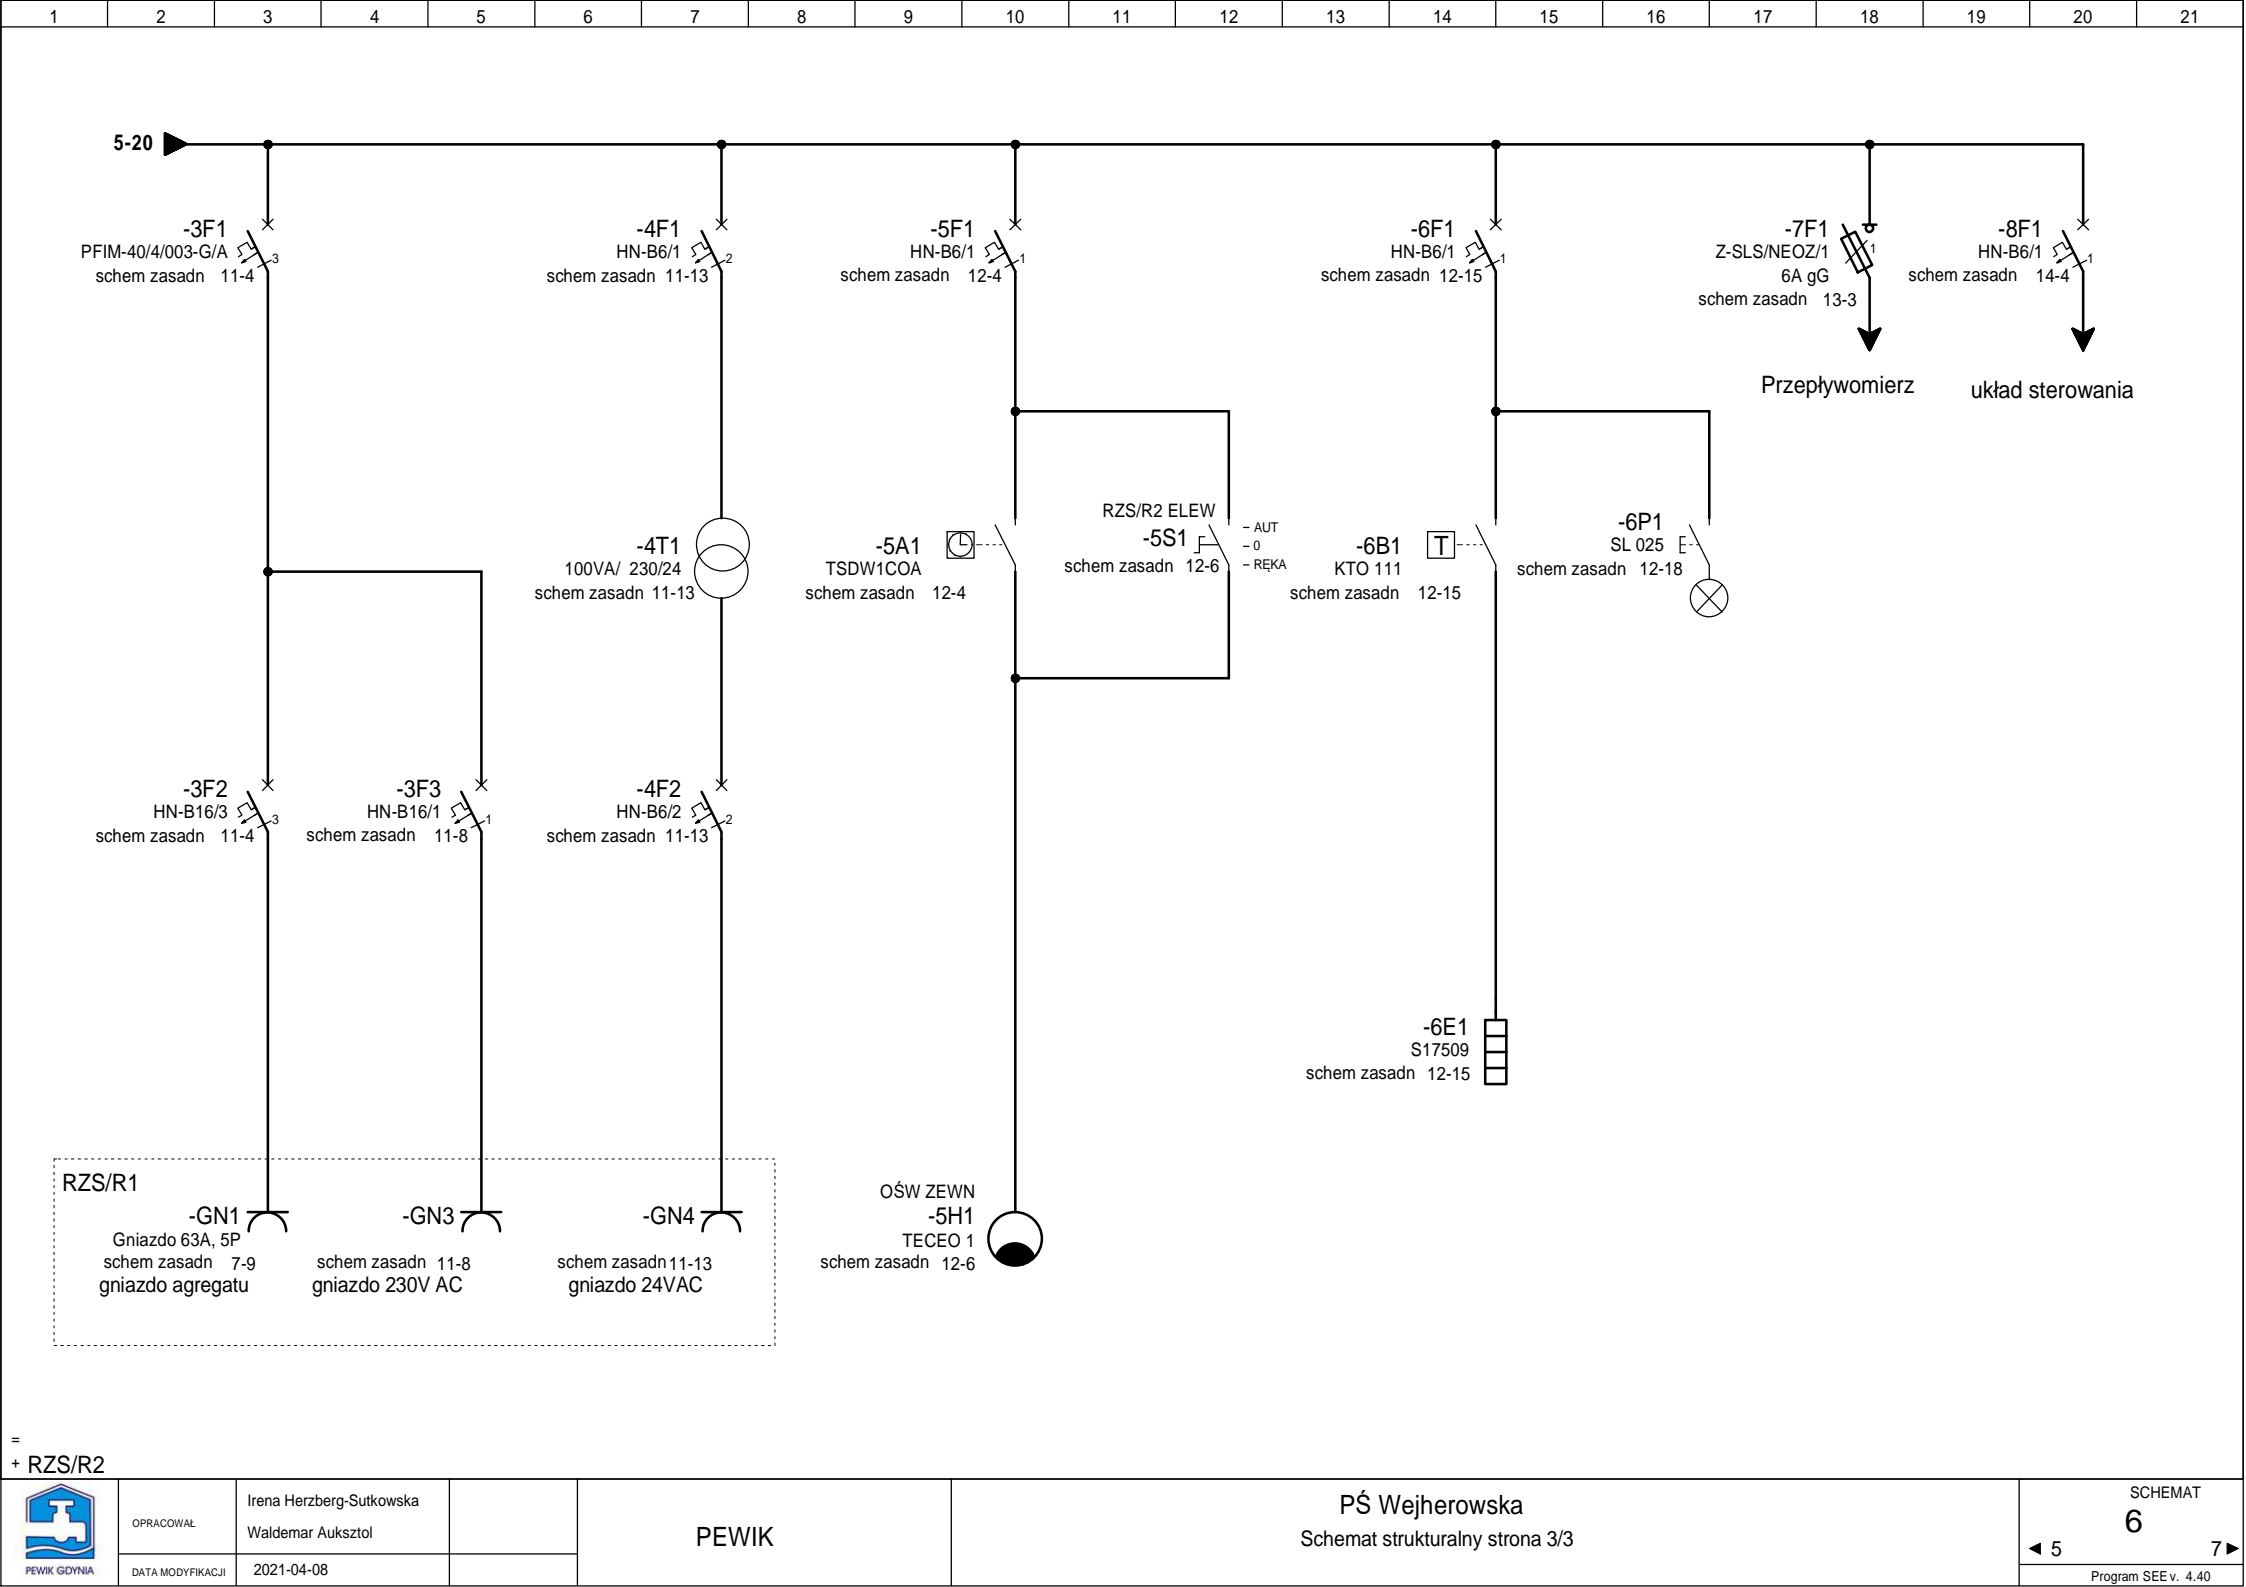 1 2 3 4 5 6 7 8 9 10 11 12 13 14 15 16 17 18 19 20 21
5-20
-3F1
PFIM-40/4/003-G/A
3
schem zasadn 11-4
-4F1
HN-B6/1
2
schem zasadn 11-13
-5F1
HN-B6/1
1
schem zasadn 12-4
-6F1
HN-B6/1
1
schem zasadn 12-15
-7F1
Z-SLS/NEOZ/1
1
6A gG
schem zasadn 13-3
-8F1
HN-B6/1
1
schem zasadn 14-4
Przepływomierz
układ sterowania
-4T1
100VA/ 230/24
schem zasadn 11-13
-5A1
TSDW1COA
schem zasadn 12-4
RZS/R2 ELEW
-5S1
schem zasadn 12-6
– AUT
– 0
– RĘKA
-6B1
KTO 111
schem zasadn 12-15
T
-6P1
SL 025
schem zasadn 12-18
-3F2
HN-B16/3
3
schem zasadn 11-4
-3F3
HN-B16/1
1
schem zasadn 11-8
-4F2
HN-B6/2
2
schem zasadn 11-13
-6E1
S17509
schem zasadn 12-15
RZS/R1
-GN1
Gniazdo 63A, 5P
schem zasadn 7-9
gniazdo agregatu
-GN3
schem zasadn 11-8
gniazdo 230V AC
-GN4
schem zasadn 11-13
gniazdo 24VAC
OŚW ZEWN
-5H1
TECEO 1
schem zasadn 12-6
=
+ RZS/R2
PEWIK GDYNIA
OPRACOWAŁ
Irena Herzberg-Sutkowska
Waldemar Auksztol
DATA MODYFIKACJI
2021-04-08
PEWIK
PŚ Wejherowska
Schemat strukturalny strona 3/3
SCHEMAT
6
◄ 5 7 ►
Program SEE v. 4.40